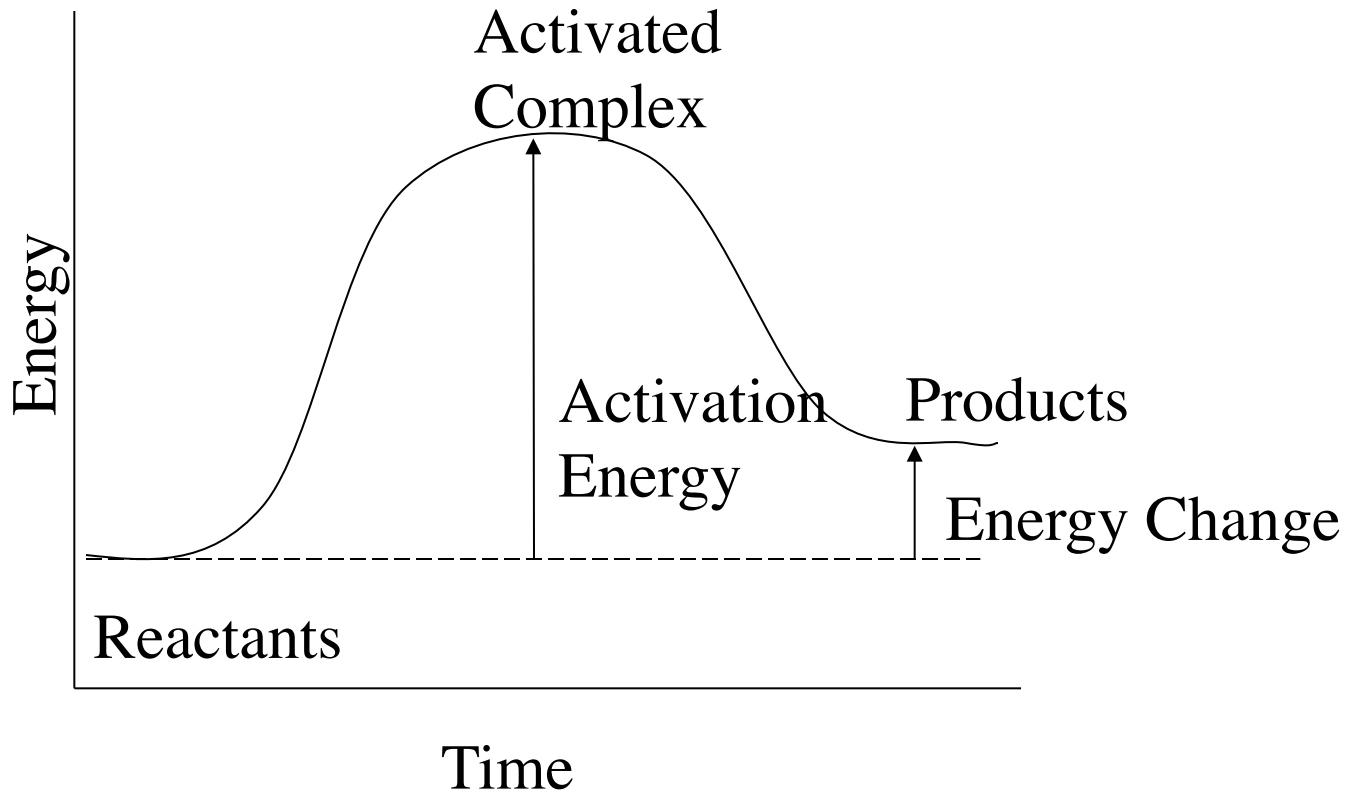 Activated
Complex
Energy
Activation
Energy
Products
Energy Change
Reactants
Time